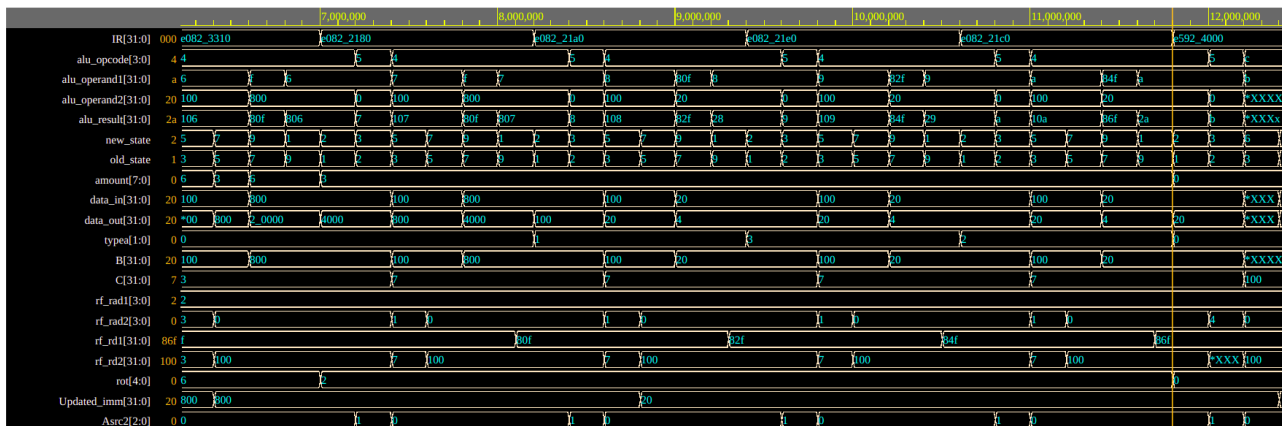 7,000,000 8,000,000 9,000,000 10,000,000 11,000,000 12,000,000
IR[31:0] 000 e082_3310 e082_2180 e082_21a0 e082_21e0 e082_21c0 e592_4000
alu_opcode[3:0] 4 4 5 4 5 4 5 4 5 4 5 c
alu_operand1[31:0] a 6 f 6 7 f 7 8 80f 8 9 82f 9 a 84f a b
alu_operand2[31:0] 20 100 800 0 100 800 0 100 20 0 100 20 0 100 20 0 *XXXX
alu_result[31:0] 2a 106 80f 806 7 107 80f 807 8 108 82f 28 9 109 84f 29 a 10a 86f 2a b *XXXx
new_state 2 5 7 9 1 2 3 5 7 9 1 2 3 5 7 9 1 2 3 5 7 9 1 2 3 5 7 9 1 2 3 6
old_state 1 3 5 7 9 1 2 3 5 7 9 1 2 3 5 7 9 1 2 3 5 7 9 1 2 3 5 7 9 1 2 3
amount[7:0] 0 6 3 6 3 0
data_in[31:0] 20 100 800 100 800 100 20 100 20 100 20 *XXX
data_out[31:0] 20 *00 800 2_0000 4000 800 4000 100 20 4 20 4 20 4 20 *XXX
typea[1:0] 0 0 1 3 2 0
B[31:0] 20 100 800 100 800 100 20 100 20 100 20 *XXXX
C[31:0] 7 3 7 7 7 7 100
rf_rad1[3:0] 2 2
rf_rad2[3:0] 0 3 0 1 0 1 0 1 0 1 0 4 0
rf_rd1[31:0] 86f f 80f 82f 84f 86f
rf_rd2[31:0] 100 3 100 7 100 7 100 7 100 7 100 *XXX 100
rot[4:0] 0 6 2 0
Updated_imm[31:0] 20 800 800 20
Asrc2[2:0] 0 0 1 0 1 0 1 0 1 0 1 0